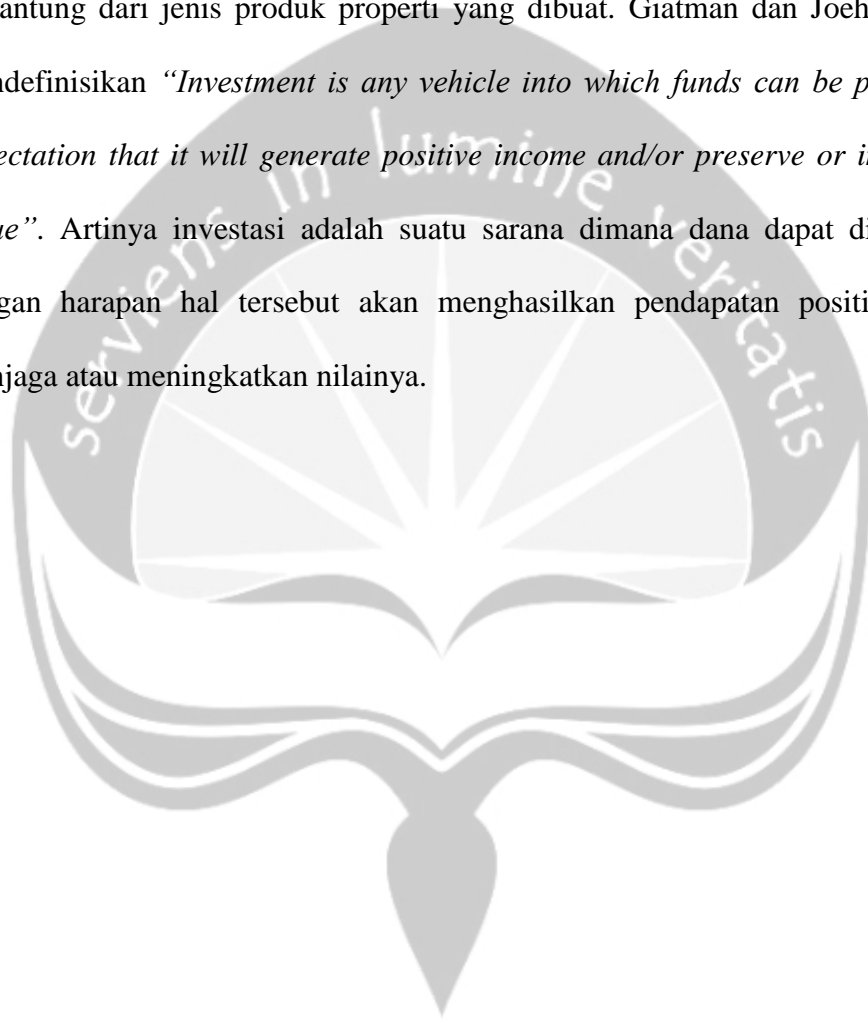 antung dari jenis produk properti yang dibuat. Giatman dan Joeh
ndefinisikan “Investment is any vehicle into which funds can be p
ectation that it will generate positive income and/or preserve or i
ue”. Artinya investasi adalah suatu sarana dimana dana dapat di
gan harapan hal tersebut akan menghasilkan pendapatan positi
njaga atau meningkatkan nilainya.
serviens in lumine veritatis